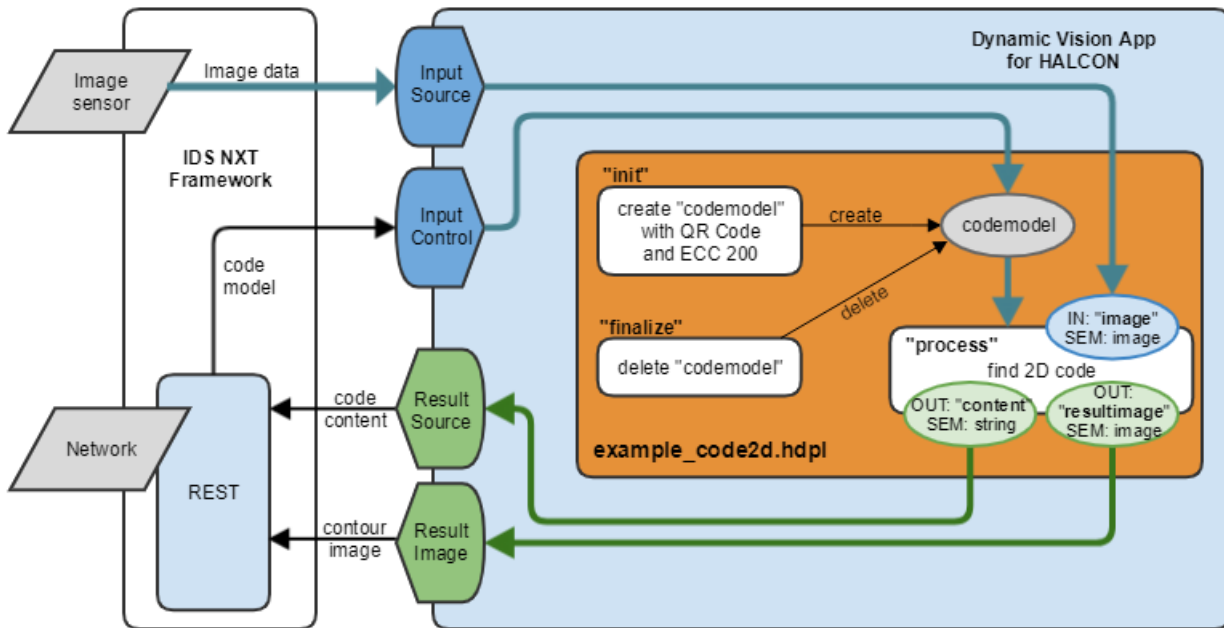 Image
sensor
Image data
IDS NXT
Framework
Input
Source
Dynamic Vision App
for HALCON
Input
Control
code
model
"init"
create "codemodel"
with QR Code
and ECC 200
create
codemodel
delete
"finalize"
delete "codemodel"
IN: "image"
SEM: image
"process"
find 2D code
OUT: "content"
SEM: string
OUT:
"resultimage"
SEM: image
example_code2d.hdpl
Result
Source
code
content
Network
REST
Result
Image
contour
image